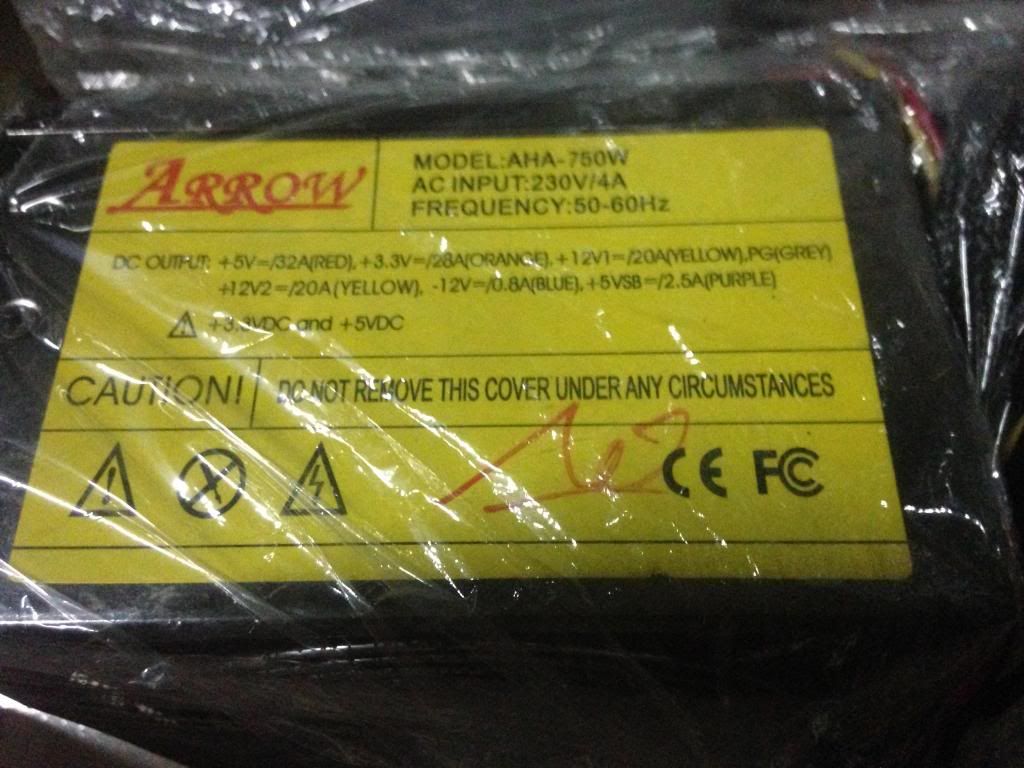 ARROW
MODEL:AHA-750W
AC INPUT:230V/4A
FREQUENCY:50-60Hz
DC OUTPUT: +5V=/32A(RED), +3.3V=/28A(ORANGE), +12V1=/20A(YELLOW),PG(GREY)
+12V2=/20A(YELLOW), -12V=/0.8A(BLUE), +5VSB=/2.5A(PURPLE)
+3.3VDC and +5VDC
CAUTION! DO NOT REMOVE THIS COVER UNDER ANY CIRCUMSTANCES
CE FC